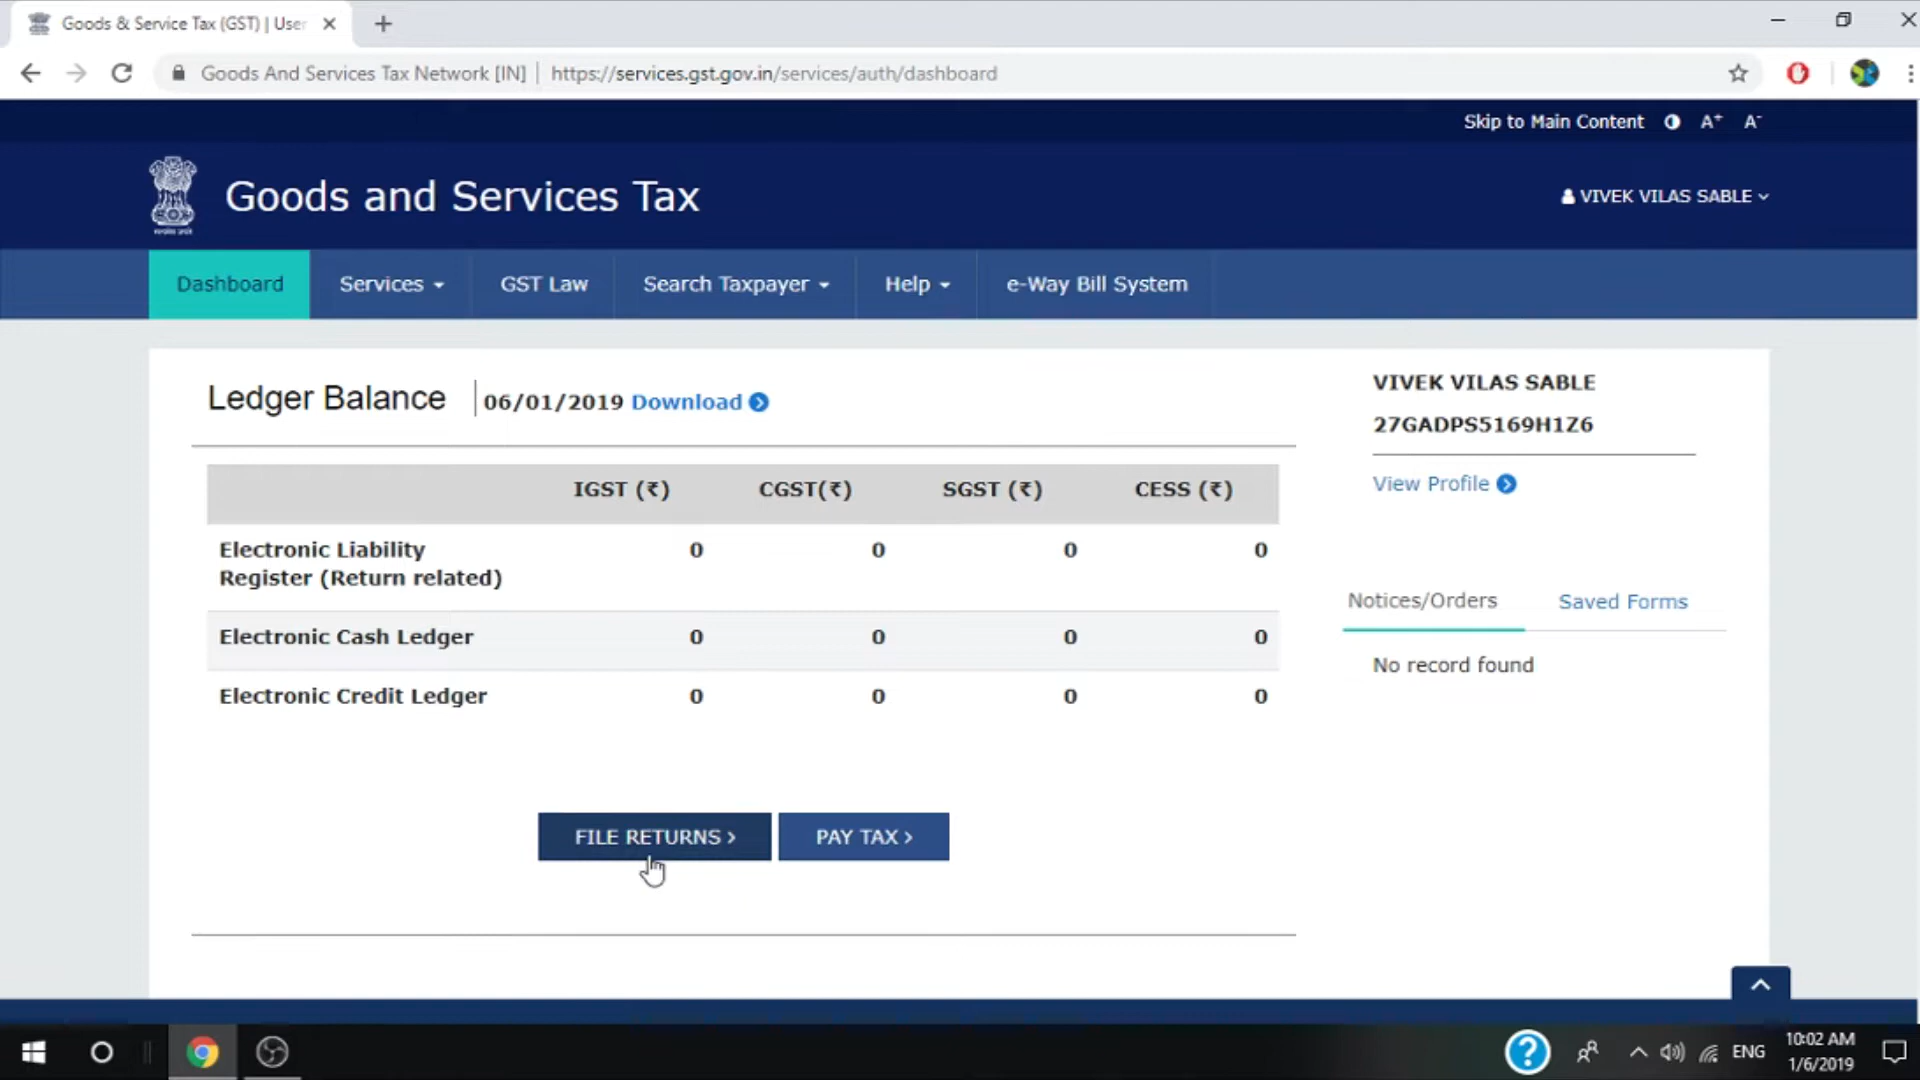 Goods & Service Tax (GST) | User
Goods And Services Tax Network [IN] | https://services.gst.gov.in/services/auth/dashboard
Skip to Main Content A+ A-
Goods and Services Tax
VIVEK VILAS SABLE
Dashboard Services GST Law Search Taxpayer Help e-Way Bill System
Ledger Balance 06/01/2019 Download
VIVEK VILAS SABLE
27GADPS5169H1Z6
View Profile
IGST (₹) CGST(₹) SGST (₹) CESS (₹)
Electronic Liability
Register (Return related) 0 0 0 0
Electronic Cash Ledger 0 0 0 0
Electronic Credit Ledger 0 0 0 0
Notices/Orders Saved Forms
No record found
FILE RETURNS > PAY TAX >
ENG
10:02 AM
1/6/2019